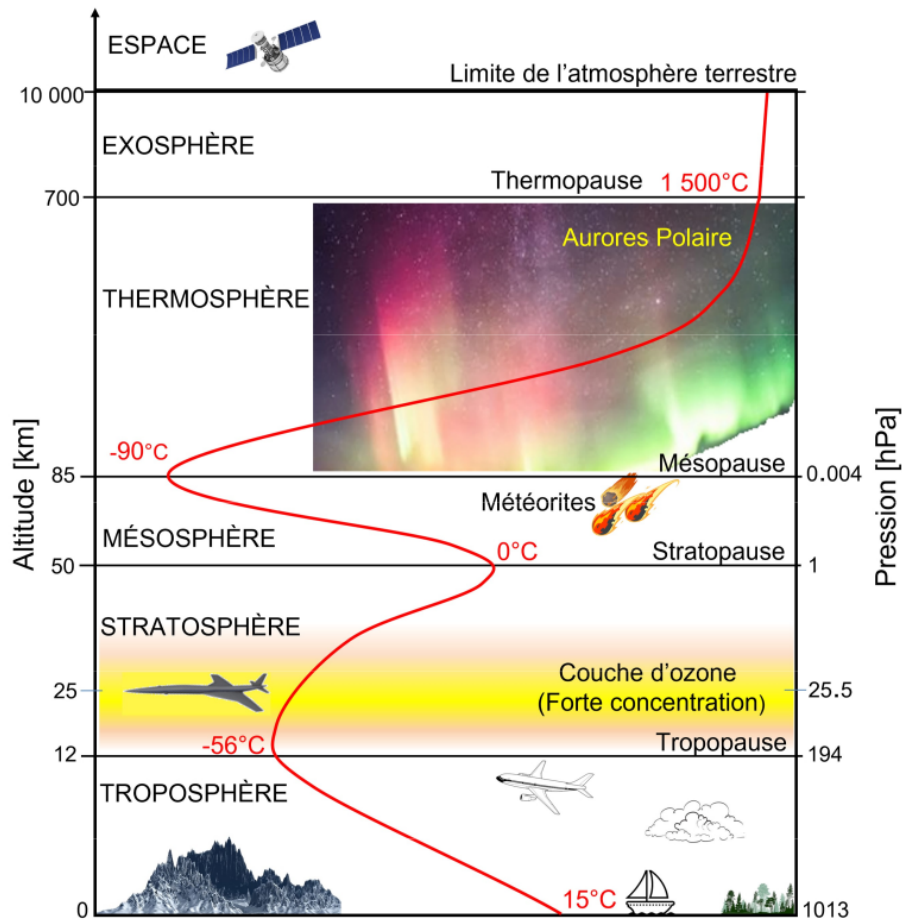 ESPACE
Limite de l'atmosphère terrestre
10 000
EXOSPHÈRE
Thermopause 1 500°C
700
Aurores Polaire
THERMOSPHÈRE
-90°C
Mésopause
85
0.004
Météorites
MÉSOSPHÈRE
0°C
Stratopause
50
1
STRATOSPHÈRE
Couche d'ozone
25
25.5
(Forte concentration)
-56°C
Tropopause
12
194
TROPOSPHÈRE
15°C
0
1013
Altitude [km]
Pression [hPa]